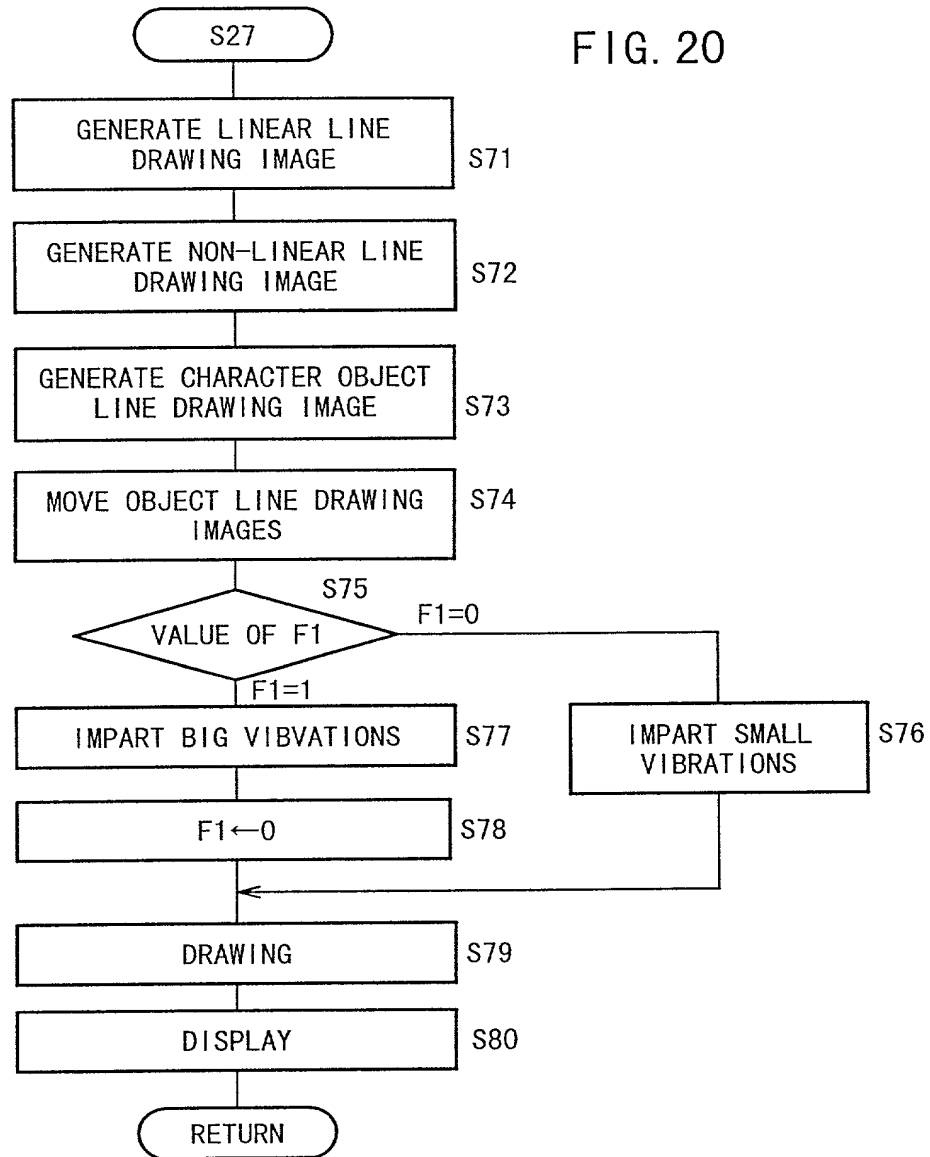 S27
FIG. 20
GENERATE LINEAR LINE
DRAWING IMAGE
S71
GENERATE NON-LINEAR LINE
DRAWING IMAGE
S72
GENERATE CHARACTER OBJECT
LINE DRAWING IMAGE
S73
MOVE OBJECT LINE DRAWING
IMAGES
S74
S75
VALUE OF F1
F1=0
F1=1
IMPART BIG VIBVATIONS
S77
IMPART SMALL
VIBRATIONS
S76
F1←0
S78
DRAWING
S79
DISPLAY
S80
RETURN